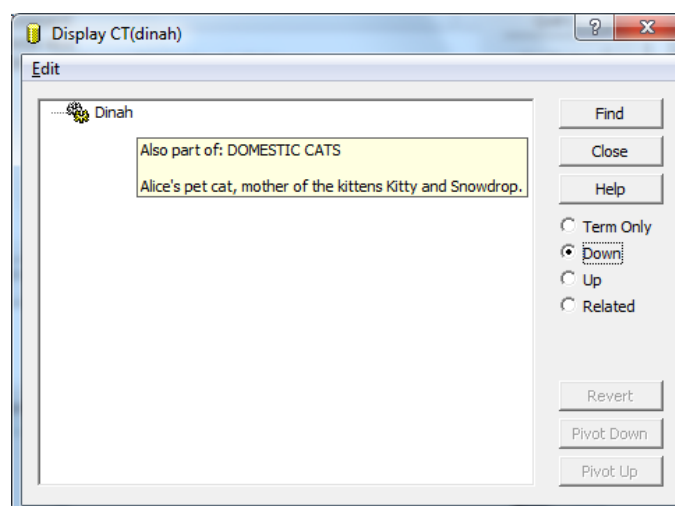 Display CT(dinah)
?
X
Edit
Dinah
Also part of: DOMESTIC CATS
Alice's pet cat, mother of the kittens Kitty and Snowdrop.
Find
Close
Help
Term Only
Down
Up
Related
Revert
Pivot Down
Pivot Up